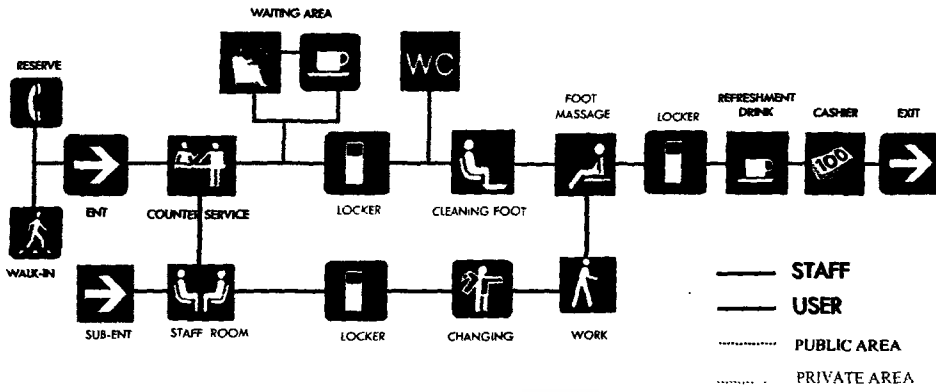 WAITING AREA
RESERVE
WC
FOOT
MASSAGE
LOCKER
REFRESHMENT
DRINK
CASHIER
EXIT
100
ENT
COUNTER SERVICE
LOCKER
CLEANING FOOT
WALK-IN
SUB-ENT
STAFF ROOM
LOCKER
CHANGING
WORK
STAFF
USER
PUBLIC AREA
PRIVATE AREA